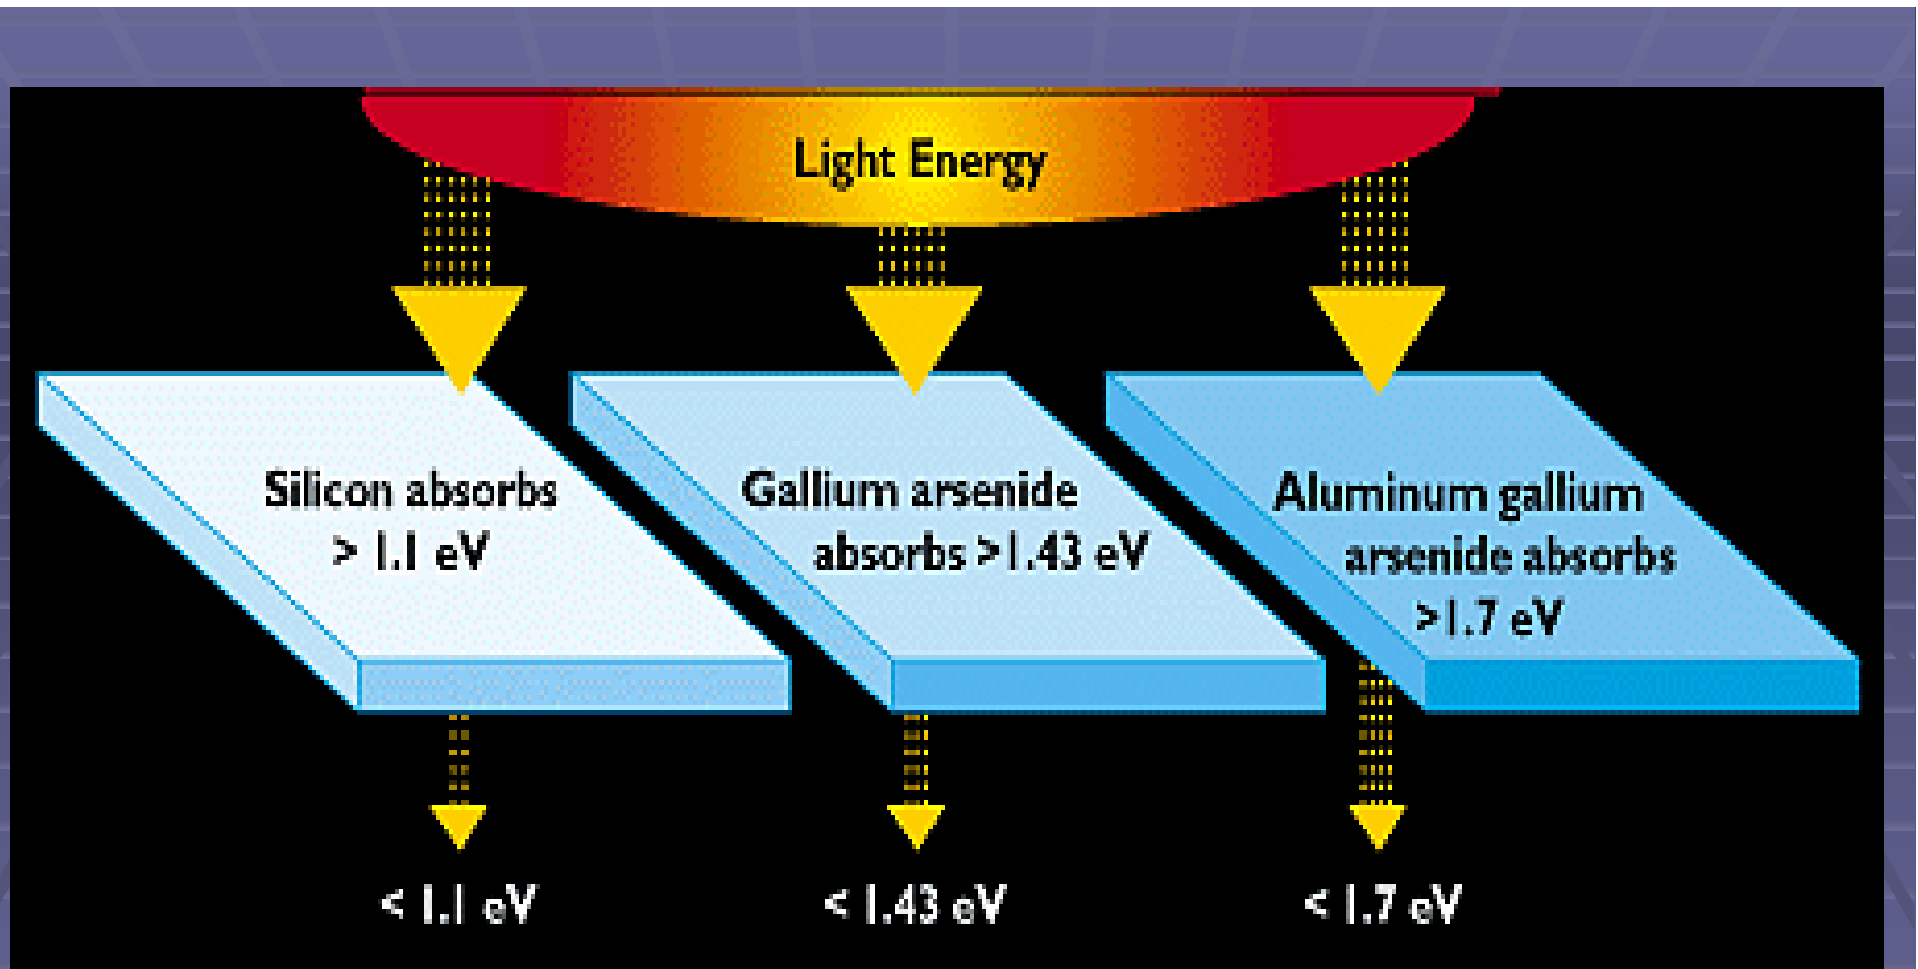 Light Energy
Silicon absorbs
> 1.1 eV
Gallium arsenide
absorbs >1.43 eV
Aluminum gallium
arsenide absorbs
>1.7 eV
< 1.1 eV
< 1.43 eV
< 1.7 eV